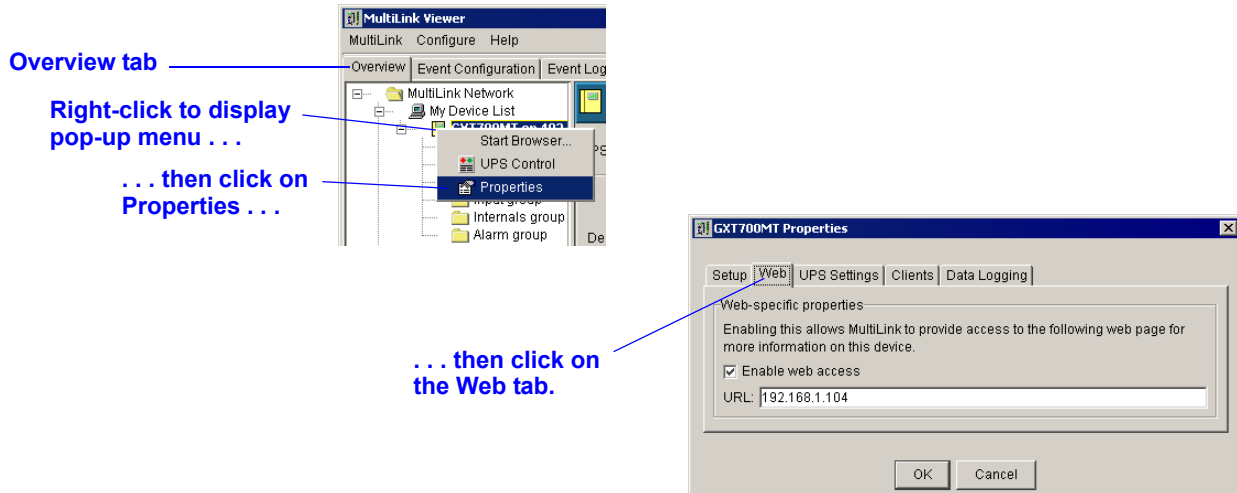 MultiLink Viewer
MultiLink Configure Help
Overview Event Configuration Event Log
Overview tab
MultiLink Network
My Device List
Right-click to display
pop-up menu . . .
Start Browser...
UPS Control
. . . then click on
Properties . . .
Properties
Input group
Internals group
Alarm group
De
GXT700MT Properties
Setup Web UPS Settings Clients Data Logging
Web-specific properties
Enabling this allows MultiLink to provide access to the following web page for
more information on this device.
. . . then click on
the Web tab.
Enable web access
URL: 192.168.1.104
OK Cancel